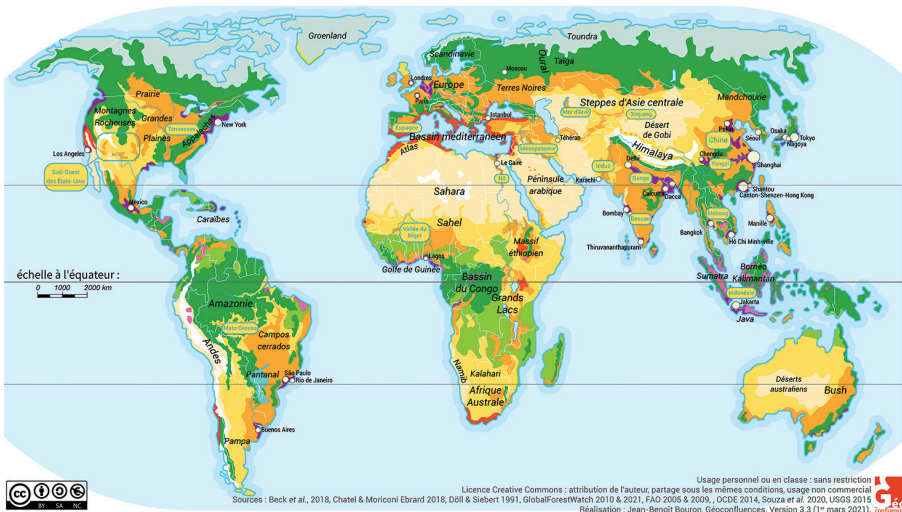 Groenland
Toundra
Scandinavie
Oural
Taïga
Moscou
Londres
Europe
Paris
Terres Noires
Prairie
Montagnes
Rocheuses
Grandes
Plaines
Tennessee
Appalaches
New York
Los Angeles
Sud-Ouest
des États-Unis
Mexico
Caraïbes
Espagne
Istanbul
Bassin méditerranéen
Atlas
Mer d'Aral
Steppes d'Asie centrale
Xinjiang
Mandchourie
Désert
de Gobi
Pékin
Chine
Séoul
Osaka
Tokyo
Nagoya
Téhéran
Mésopotamie
Le Caire
Nil
Himalaya
Chengdu
Yangzi
Shanghai
Indus
Delhi
Gange
Karachi
Calcutta
Dacca
Shantou
Canton-Shenzen-Hong Kong
Sahara
Péninsule
arabique
Bombay
Deccan
Mékong
Manille
Bangkok
Hô Chi Minh-ville
Thiruvananthapuram
Sahel
Vallée du
Niger
Massif
éthiopien
Lagos
Golfe de Guinée
Bassin
du Congo
Grands
Lacs
Sumatra
Bornéo
Kalimantan
Indonésie
Jakarta
Java
échelle à l'équateur :
0 1000 2000 km
Amazonie
Mato Grosso
Campos
cerrados
Andes
Pantanal
São Paulo
Rio de Janeiro
Buenos Aires
Pampa
Namib
Kalahari
Afrique
Australe
Déserts
australiens
Bush
cc
BY SA NC
Usage personnel ou en classe : sans restriction
Licence Creative Commons : attribution de l'auteur, partage sous les mêmes conditions, usage non commercial
Sources : Beck et al., 2018, Chatel & Moriconi Ebrard 2018, Döll & Siebert 1991, GlobalForestWatch 2010 & 2021, FAO 2005 & 2009, , OCDE 2014, Souza et al. 2020, USGS 2015
Réalisation : Jean-Benoît Bouron, Géoconfluences. Version 3.3 (1er mars 2021).